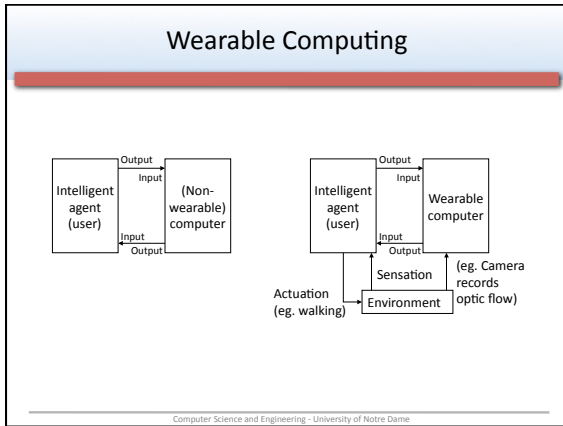 Wearable Computing
Output
Input
Intelligent
agent
(user)
(Non-
wearable)
computer
Input
Output
Output
Input
Intelligent
agent
(user)
Wearable
computer
Input
Output
Sensation
(eg. Camera
records
optic flow)
Actuation
(eg. walking)
Environment
Computer Science and Engineering - University of Notre Dame